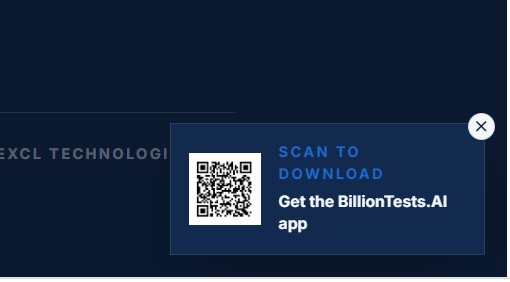 EXCL TECHNOLOGI
SCAN TO
DOWNLOAD
Get the BillionTests.AI
app